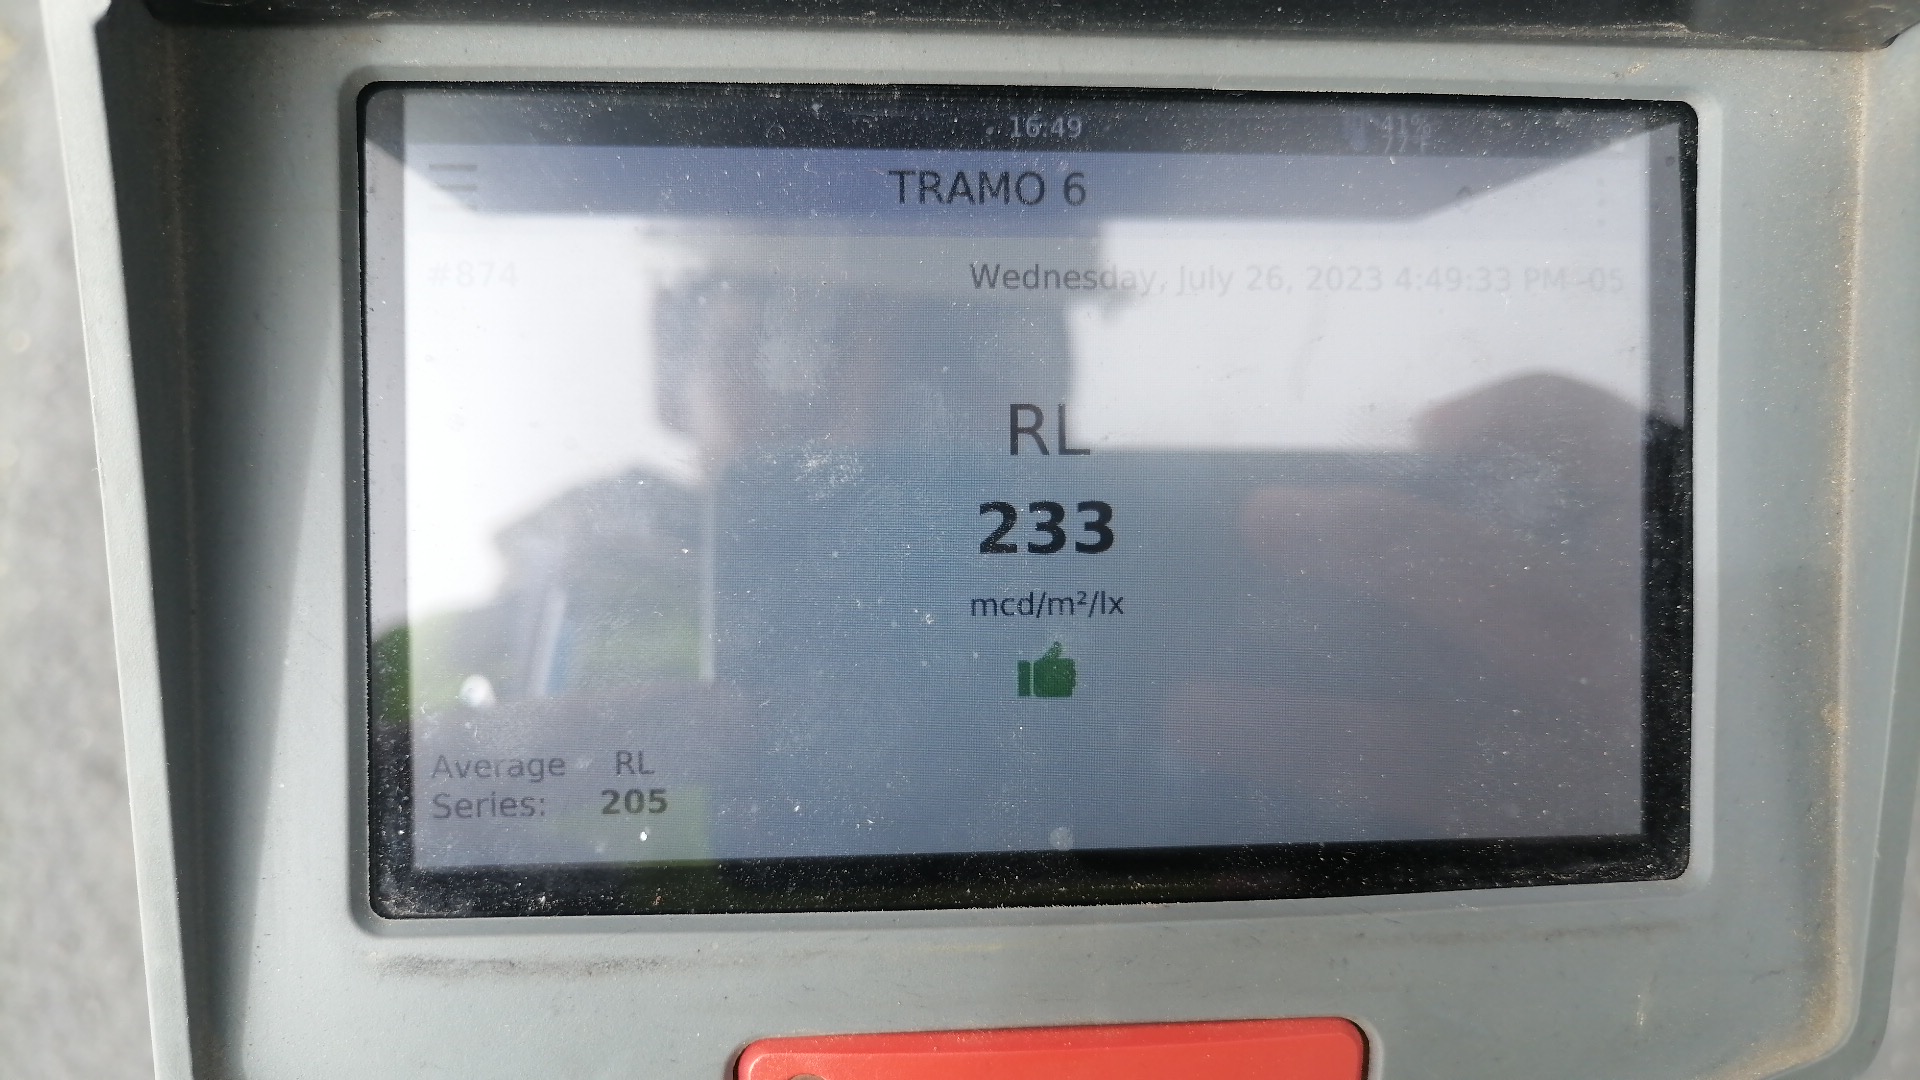 16:49
41%
TRAMO 6
#874
Wednesday, July 26, 2023 4:49:33 PM -05
RL
233
mcd/m²/lx
Average RL
Series: 205